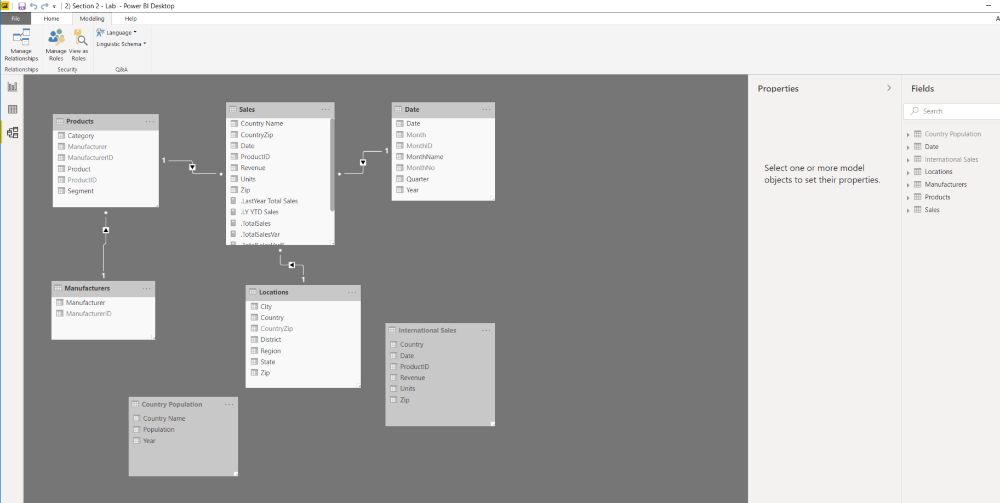 2) Section 2 - Lab - Power BI Desktop
File Home Modeling Help
Manage Relationships
Manage Roles
View as Roles
Language
Linguistic Schema
Relationships Security Q&A
Products
Category
Manufacturer
ManufacturerID
Product
ProductID
Segment
1
*
Sales
Country Name
CountryZip
Date
ProductID
Revenue
Units
Zip
.LastYear Total Sales
.LY YTD Sales
.TotalSales
.TotalSalesVar
.TotalSalesVar%
*
1
Date
Date
Month
MonthID
MonthName
MonthNo
Quarter
Year
*
1
Manufacturers
Manufacturer
ManufacturerID
*
1
Locations
City
Country
CountryZip
District
Region
State
Zip
International Sales
Country
Date
ProductID
Revenue
Units
Zip
Country Population
Country Name
Population
Year
Properties
Select one or more model
objects to set their properties.
Fields
Search
Country Population
Date
International Sales
Locations
Manufacturers
Products
Sales